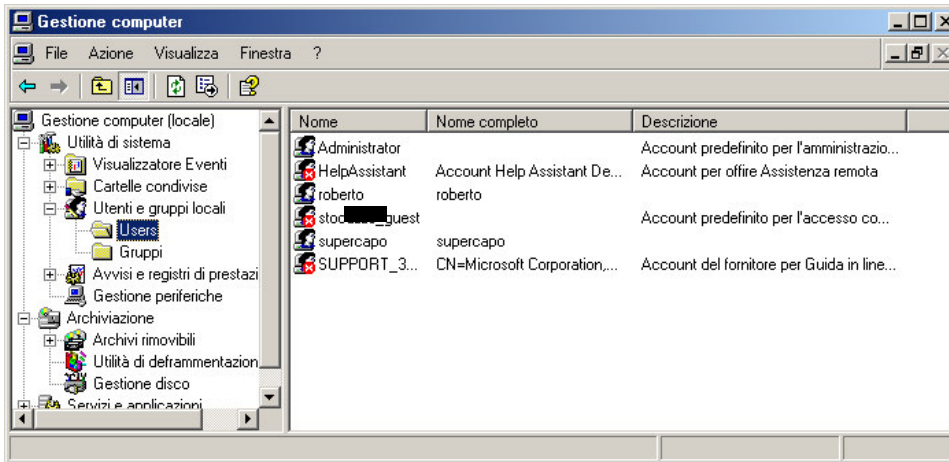 Gestione computer
File Azione Visualizza Finestra ?
Gestione computer (locale)
Utilità di sistema
Visualizzatore Eventi
Cartelle condivise
Utenti e gruppi locali
Users
Gruppi
Avvisi e registri di prestazi
Gestione periferiche
Archiviazione
Archivi rimovibili
Utilità di deframmentazion
Gestione disco
Servizi e applicazioni
Nome Nome completo Descrizione
Administrator Account predefinito per l'amministrazio...
HelpAssistant Account Help Assistant De... Account per offire Assistenza remota
roberto roberto
_guest Account predefinito per l'accesso co...
supercapo supercapo
SUPPORT_3... CN=Microsoft Corporation,... Account del fornitore per Guida in line...